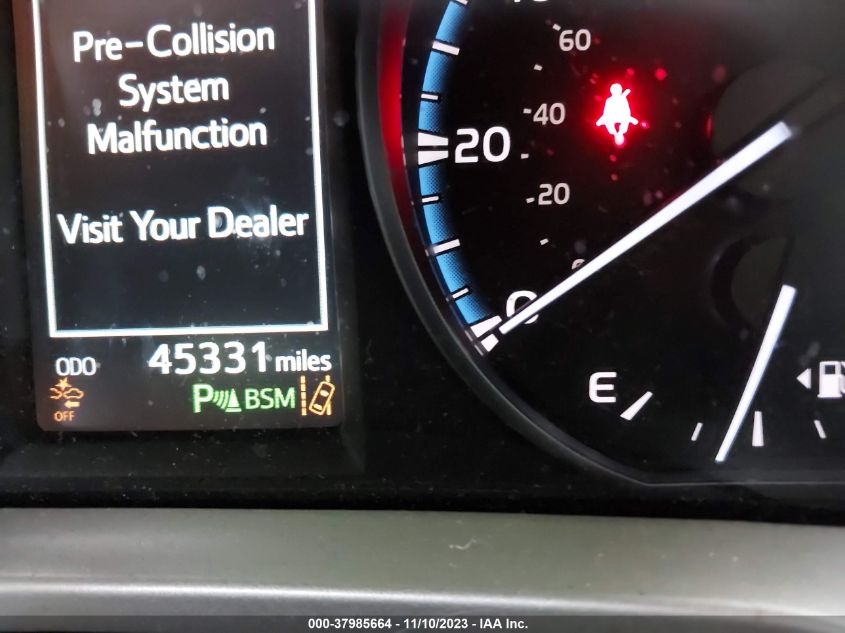 Pre-Collision
System
Malfunction
Visit Your Dealer
ODO 45331 miles
OFF
P BSM
60
40
20
20
0
E
000-37985664 - 11/10/2023 - IAA Inc.